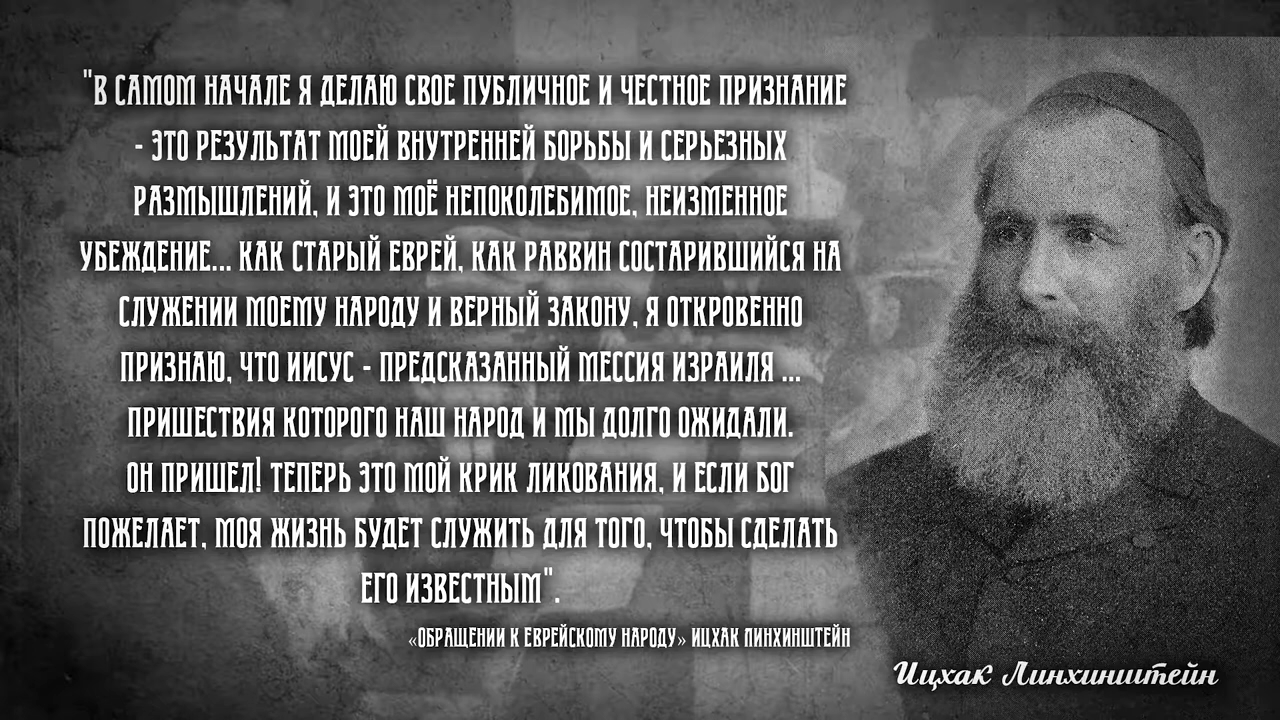 "В САМОМ НАЧАЛЕ Я ДЕЛАЮ СВОЕ ПУБЛИЧНОЕ И ЧЕСТНОЕ ПРИЗНАНИЕ
- ЭТО РЕЗУЛЬТАТ МОЕЙ ВНУТРЕННЕЙ БОРЬБЫ И СЕРЬЕЗНЫХ
РАЗМЫШЛЕНИЙ, И ЭТО МОЁ НЕПОКОЛЕБИМОЕ, НЕИЗМЕННОЕ
УБЕЖДЕНИЕ... КАК СТАРЫЙ ЕВРЕЙ, КАК РАВВИН СОСТАРИВШИЙСЯ НА
СЛУЖЕНИИ МОЕМУ НАРОДУ И ВЕРНЫЙ ЗАКОНУ, Я ОТКРОВЕННО
ПРИЗНАЮ, ЧТО ИИСУС - ПРЕДСКАЗАННЫЙ МЕССИЯ ИЗРАИЛЯ ...
ПРИШЕСТВИЯ КОТОРОГО НАШ НАРОД И МЫ ДОЛГО ОЖИДАЛИ.
ОН ПРИШЕЛ! ТЕПЕРЬ ЭТО МОЙ КРИК ЛИКОВАНИЯ, И ЕСЛИ БОГ
ПОЖЕЛАЕТ, МОЯ ЖИЗНЬ БУДЕТ СЛУЖИТЬ ДЛЯ ТОГО, ЧТОБЫ СДЕЛАТЬ
ЕГО ИЗВЕСТНЫМ".
«ОБРАЩЕНИИ К ЕВРЕЙСКОМУ НАРОДУ» ИЦХАК ЛИНХИНШТЕЙН
Ицхак Линхинштейн